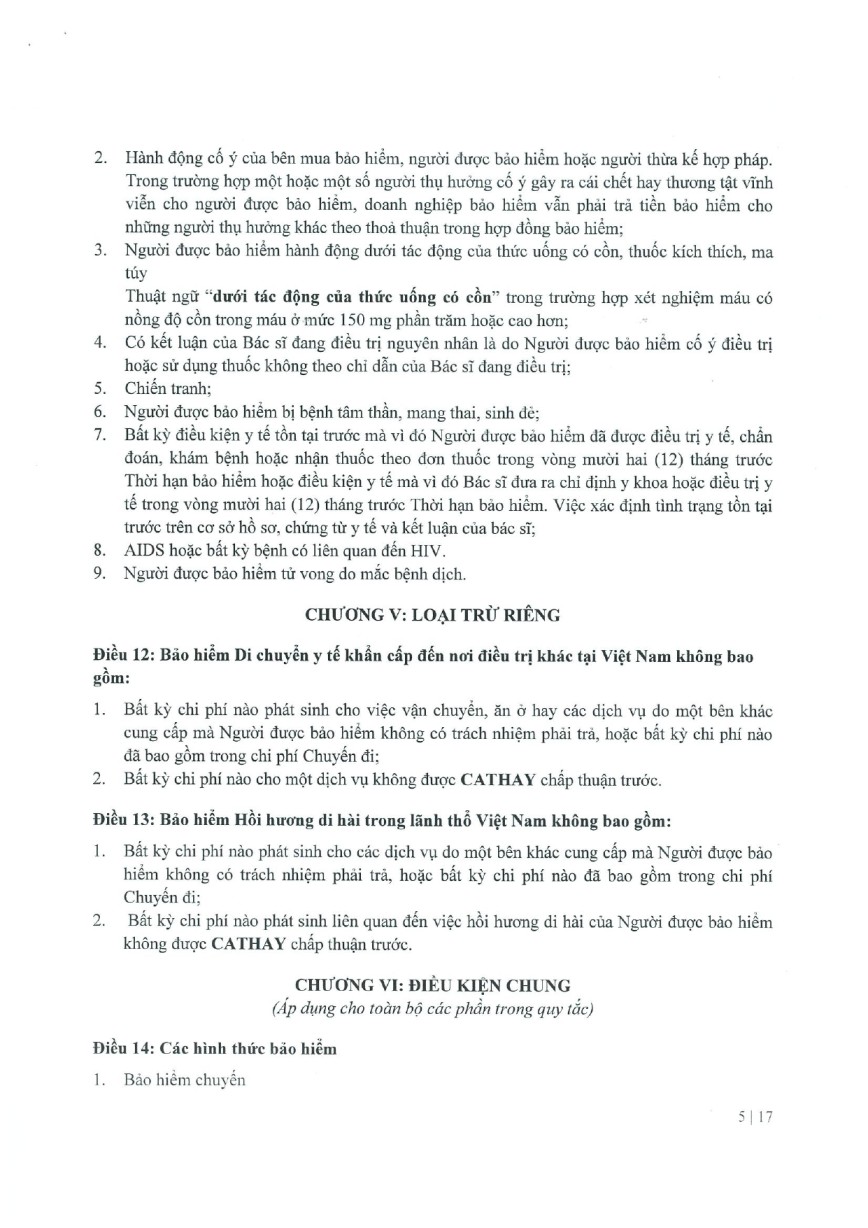 2. Hành động cố ý của bên mua bảo hiểm, người được bảo hiểm hoặc người thừa kế hợp pháp.
Trong trường hợp một hoặc một số người thụ hưởng cố ý gây ra cái chết hay thương tật vĩnh
viễn cho người được bảo hiểm, doanh nghiệp bảo hiểm vẫn phải trả tiền bảo hiểm cho
những người thụ hưởng khác theo thoả thuận trong hợp đồng bảo hiểm;
3. Người được bảo hiểm hành động dưới tác động của thức uống có cồn, thuốc kích thích, ma
túy
Thuật ngữ “dưới tác động của thức uống có cồn” trong trường hợp xét nghiệm máu có
nồng độ cồn trong máu ở mức 150 mg phần trăm hoặc cao hơn;
4. Có kết luận của Bác sĩ đang điều trị nguyên nhân là do Người được bảo hiểm cố ý điều trị
hoặc sử dụng thuốc không theo chỉ dẫn của Bác sĩ đang điều trị;
5. Chiến tranh;
6. Người được bảo hiểm bị bệnh tâm thần, mang thai, sinh đẻ;
7. Bất kỳ điều kiện y tế tồn tại trước mà vì đó Người được bảo hiểm đã được điều trị y tế, chẩn
đoán, khám bệnh hoặc nhận thuốc theo đơn thuốc trong vòng mười hai (12) tháng trước
Thời hạn bảo hiểm hoặc điều kiện y tế mà vì đó Bác sĩ đưa ra chỉ định y khoa hoặc điều trị y
tế trong vòng mười hai (12) tháng trước Thời hạn bảo hiểm. Việc xác định tình trạng tồn tại
trước trên cơ sở hồ sơ, chứng từ y tế và kết luận của bác sĩ;
8. AIDS hoặc bất kỳ bệnh có liên quan đến HIV.
9. Người được bảo hiểm tử vong do mắc bệnh dịch.
CHƯƠNG V: LOẠI TRỪ RIÊNG
Điều 12: Bảo hiểm Di chuyển y tế khẩn cấp đến nơi điều trị khác tại Việt Nam không bao
gồm:
1. Bất kỳ chi phí nào phát sinh cho việc vận chuyển, ăn ở hay các dịch vụ do một bên khác
cung cấp mà Người được bảo hiểm không có trách nhiệm phải trả, hoặc bất kỳ chi phí nào
đã bao gồm trong chi phí Chuyến đi;
2. Bất kỳ chi phí nào cho một dịch vụ không được CATHAY chấp thuận trước.
Điều 13: Bảo hiểm Hồi hương di hài trong lãnh thổ Việt Nam không bao gồm:
1. Bất kỳ chi phí nào phát sinh cho các dịch vụ do một bên khác cung cấp mà Người được bảo
hiểm không có trách nhiệm phải trả, hoặc bất kỳ chi phí nào đã bao gồm trong chi phí
Chuyến đi;
2. Bất kỳ chi phí nào phát sinh liên quan đến việc hồi hương di hài của Người được bảo hiểm
không được CATHAY chấp thuận trước.
CHƯƠNG VI: ĐIỀU KIỆN CHUNG
(Áp dụng cho toàn bộ các phần trong quy tắc)
Điều 14: Các hình thức bảo hiểm
1. Bảo hiểm chuyến
5 | 17